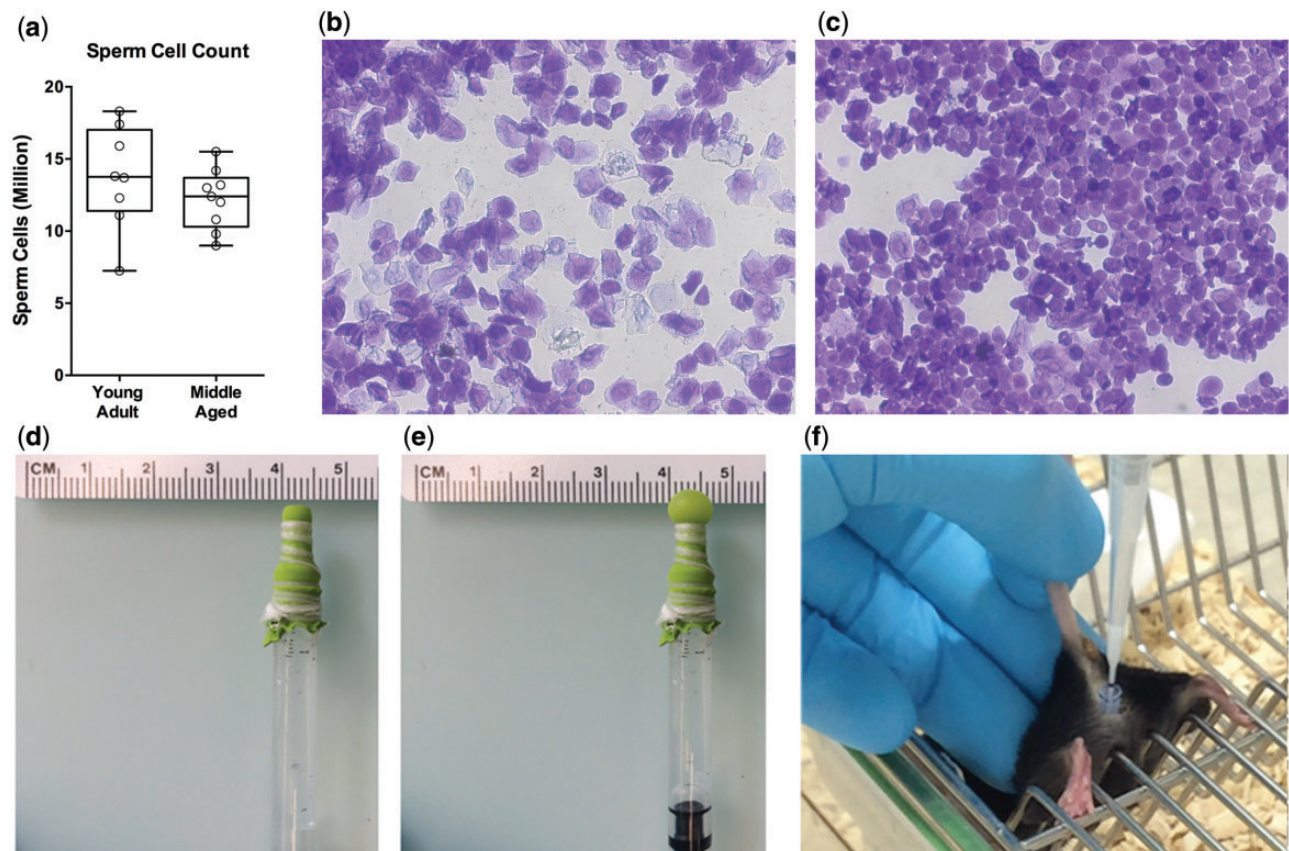 (a)
Sperm Cell Count
Sperm Cells (Million)
20
15
10
5
0
Young
Adult
Middle
Aged
(b)
(c)
(d)
CM 1 2 3 4 5
(e)
CM 1 2 3 4 5
(f)